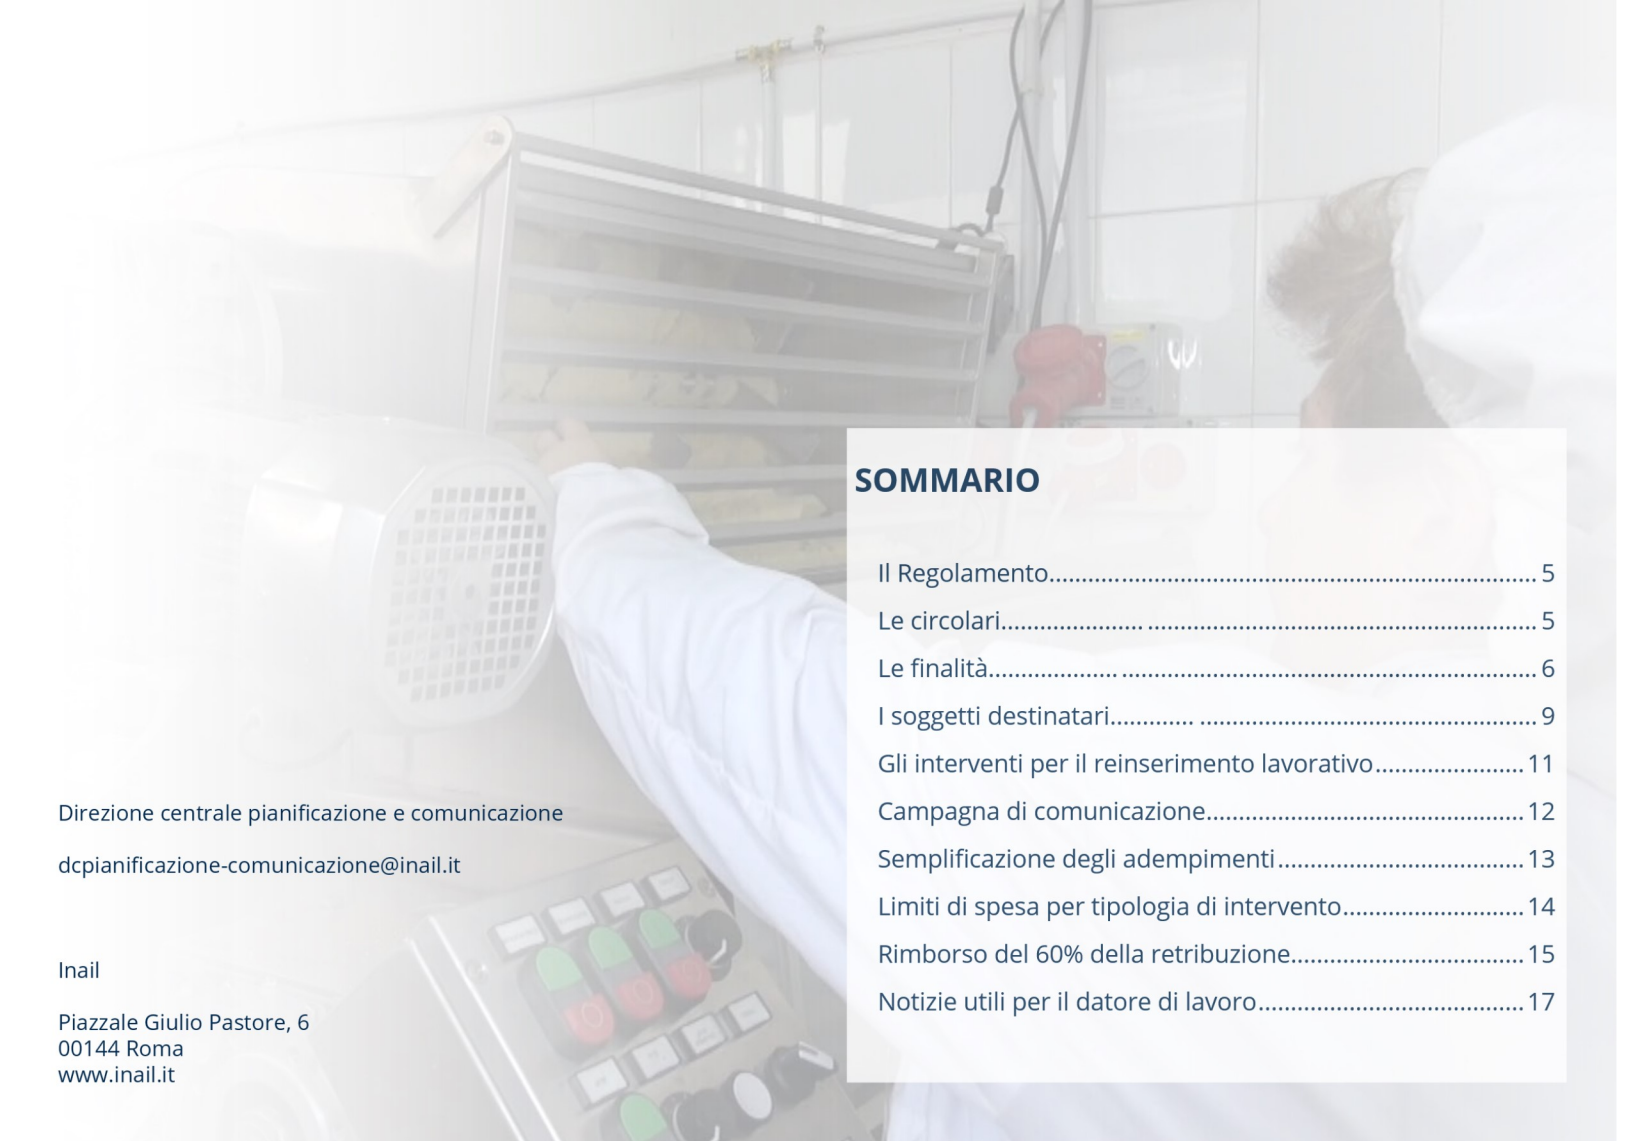 Direzione centrale pianificazione e comunicazione
dcpianificazione-comunicazione@inail.it
Inail
Piazzale Giulio Pastore, 6
00144 Roma
www.inail.it
SOMMARIO
Il Regolamento.......................................................................... 5
Le circolari...................... ........................................................... 5
Le finalità.................... ............................................................... 6
I soggetti destinatari............. ................................................... 9
Gli interventi per il reinserimento lavorativo.......................11
Campagna di comunicazione................................................12
Semplificazione degli adempimenti......................................13
Limiti di spesa per tipologia di intervento............................14
Rimborso del 60% della retribuzione....................................15
Notizie utili per il datore di lavoro.........................................17